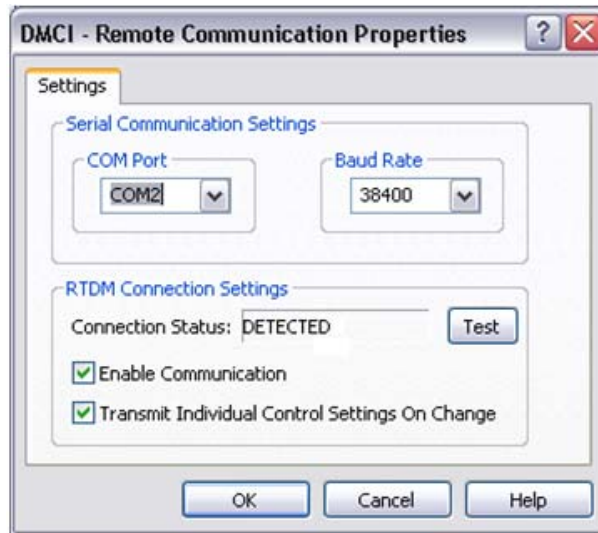 DMCI - Remote Communication Properties
Settings
Serial Communication Settings
COM Port
Baud Rate
COM2
38400
RTDM Connection Settings
Connection Status: DETECTED
Test
Enable Communication
Transmit Individual Control Settings On Change
OK
Cancel
Help